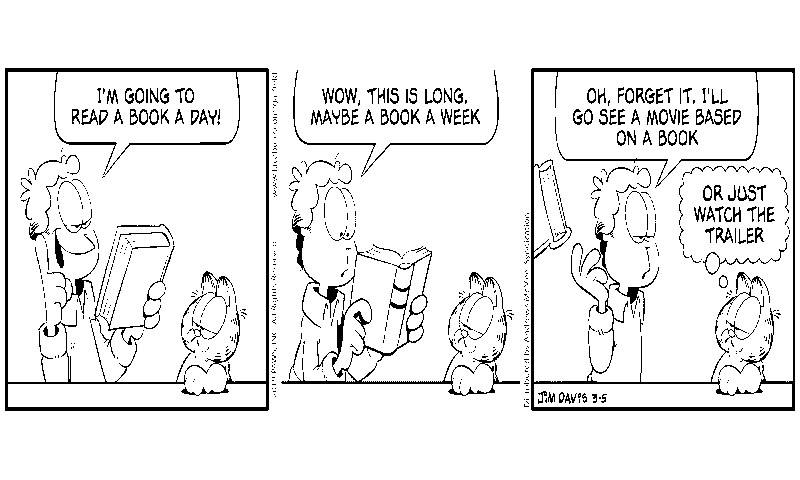 I'M GOING TO
READ A BOOK A DAY!
WOW, THIS IS LONG.
MAYBE A BOOK A WEEK
OH, FORGET IT. I'LL
GO SEE A MOVIE BASED
ON A BOOK
OR JUST
WATCH THE
TRAILER
JIM DAVIS 3-5